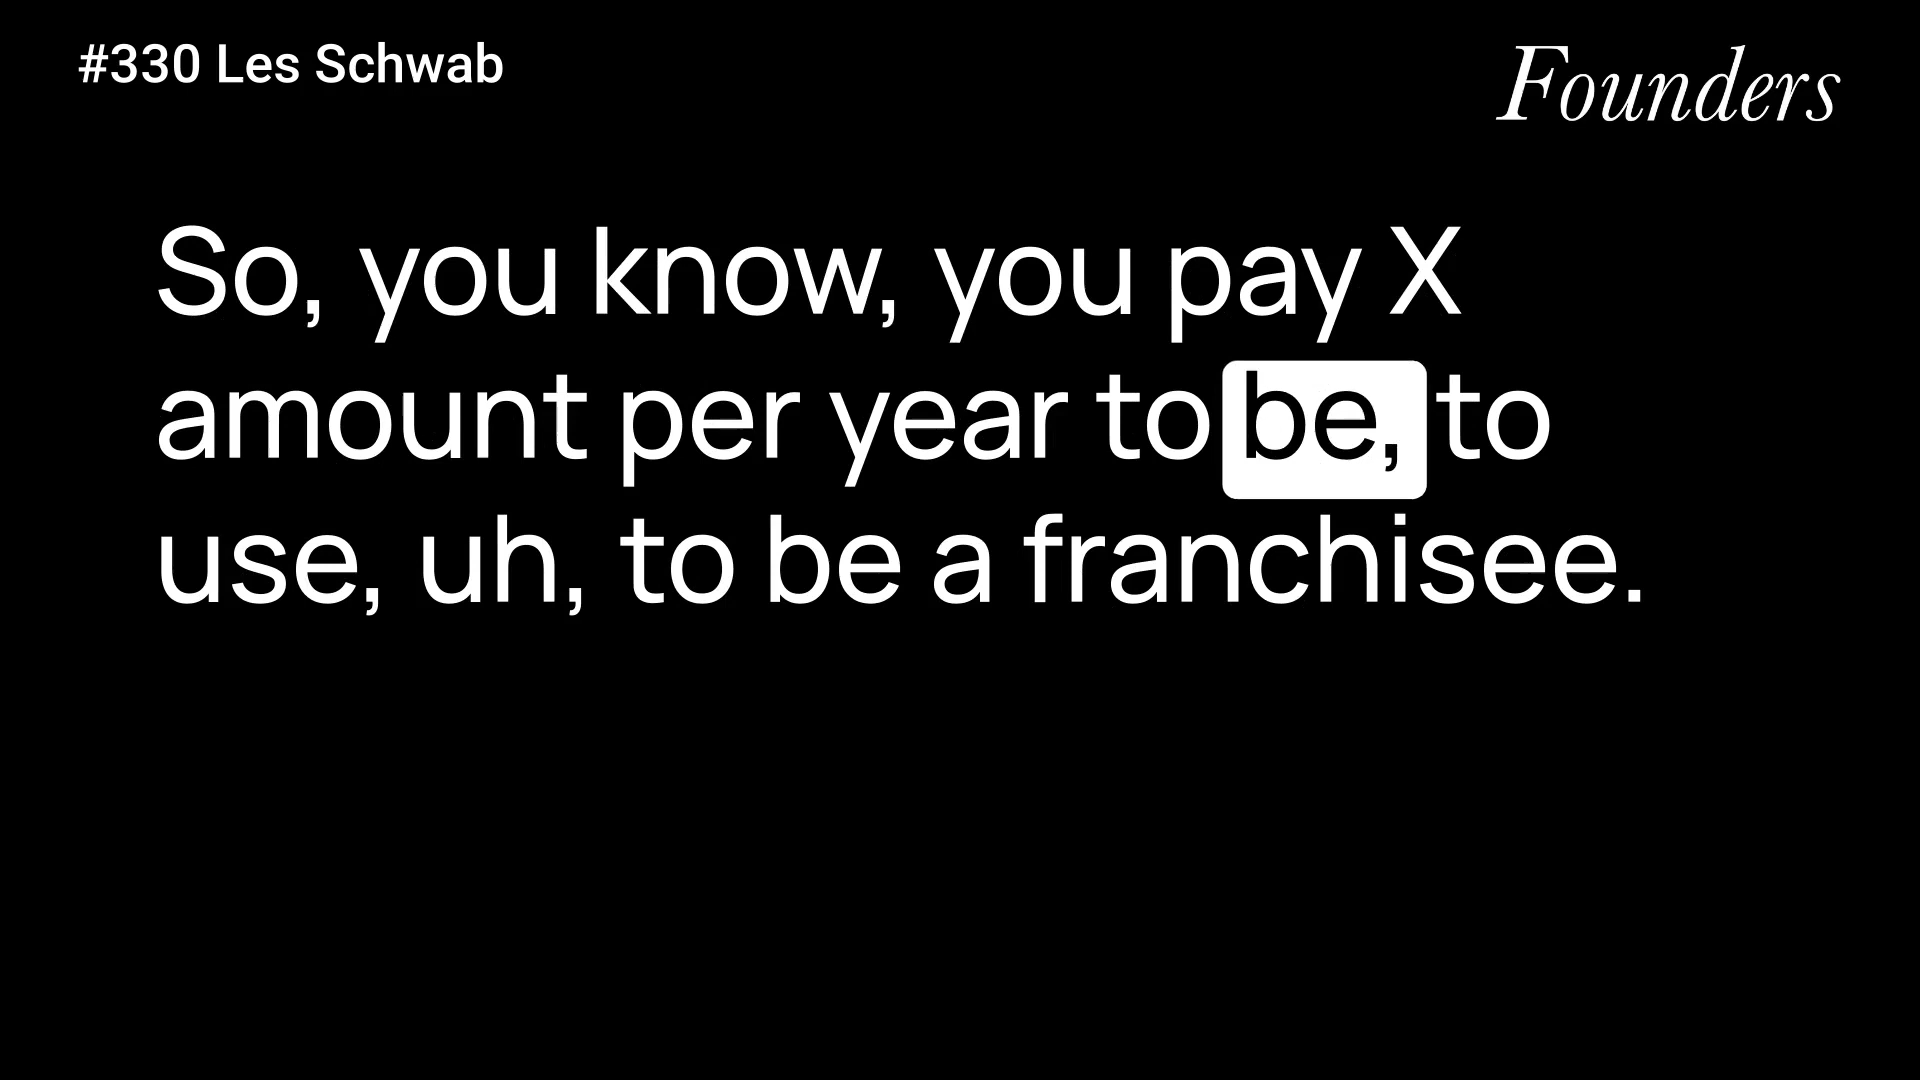 #330 Les Schwab
Founders
So, you know, you pay X
amount per year to be, to
use, uh, to be a franchisee.